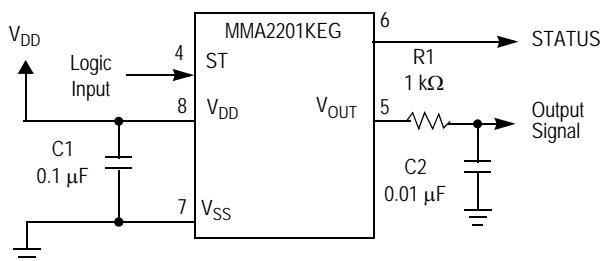 MMA2201KEG
6
STATUS
V_DD
4
ST
Logic
Input
R1
1 kΩ
8
V_DD
V_OUT
5
Output
Signal
C1
0.1 μF
C2
0.01 μF
7
V_SS